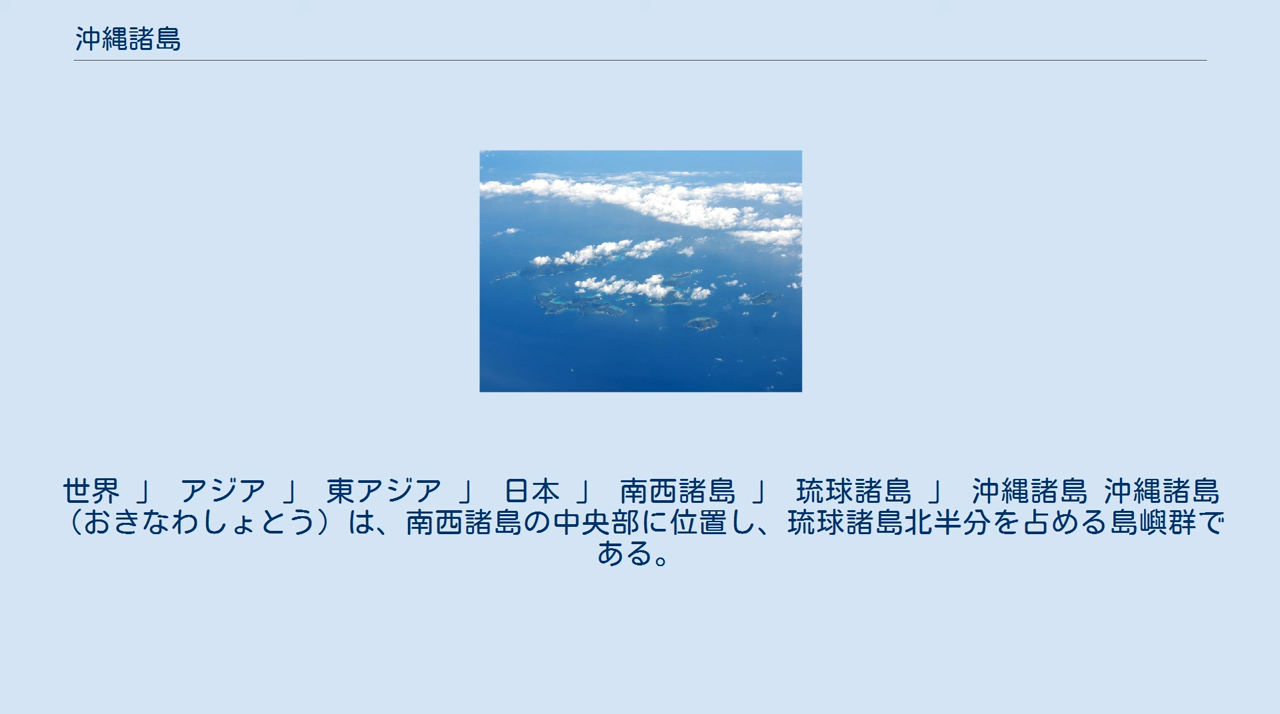 沖縄諸島
世界 」 アジア 」 東アジア 」 日本 」 南西諸島 」 琉球諸島 」 沖縄諸島 沖縄諸島
（おきなわしょとう）は、南西諸島の中央部に位置し、琉球諸島北半分を占める島嶼群で
ある。